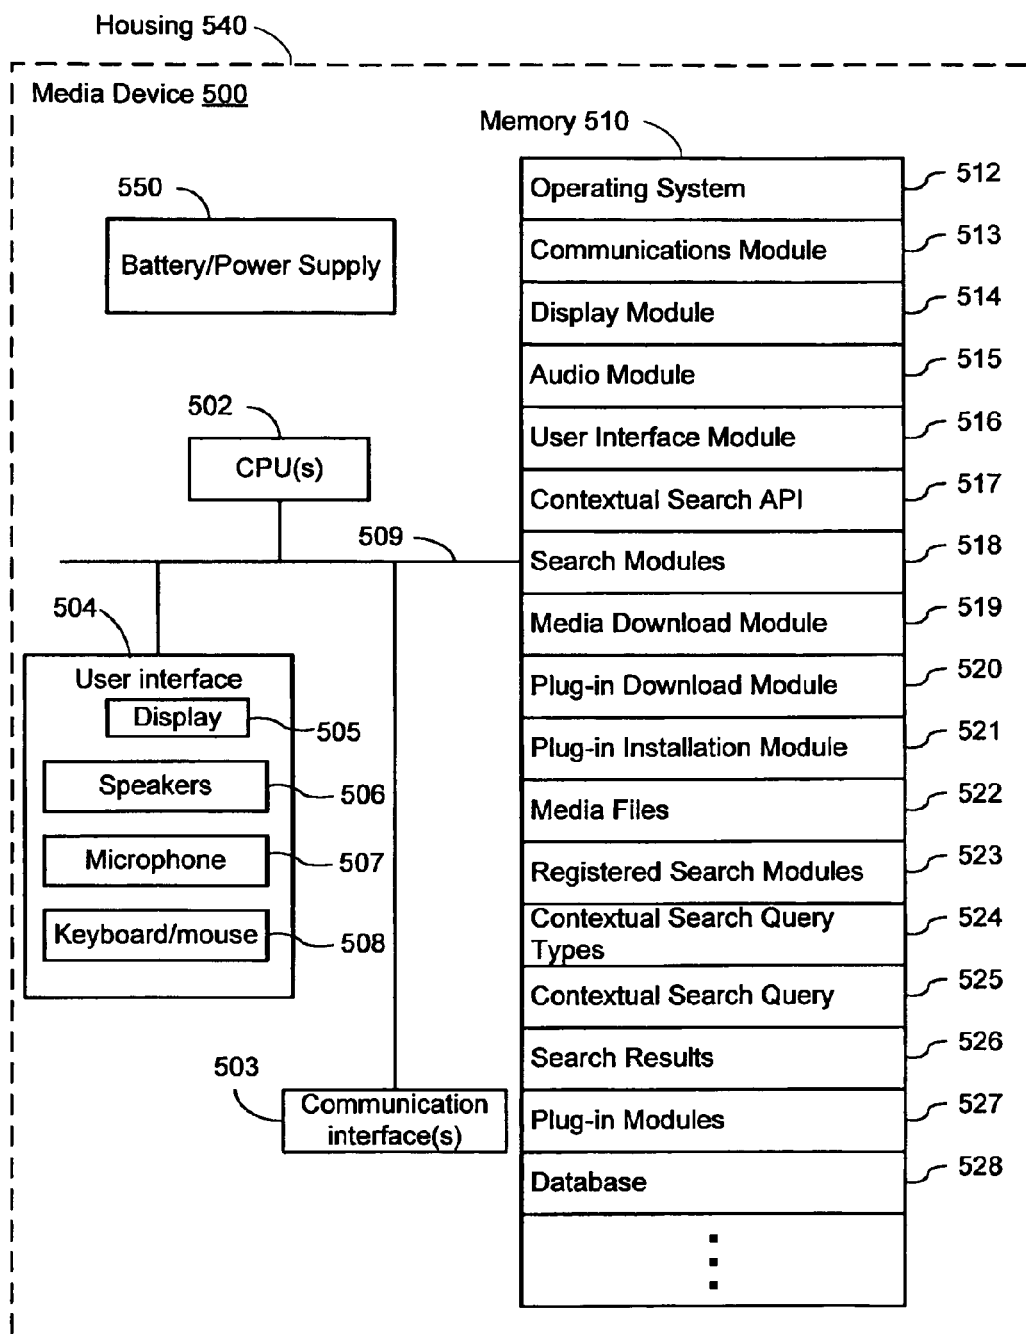 Housing 540
Media Device 500
Memory 510
550
Battery/Power Supply
502
CPU(s)
509
504
User interface
Display
505
Speakers
506
Microphone
507
Keyboard/mouse
508
503
Communication
interface(s)
Operating System
512
Communications Module
513
Display Module
514
Audio Module
515
User Interface Module
516
Contextual Search API
517
Search Modules
518
Media Download Module
519
Plug-in Download Module
520
Plug-in Installation Module
521
Media Files
522
Registered Search Modules
523
Contextual Search Query
Types
524
Contextual Search Query
525
Search Results
526
Plug-in Modules
527
Database
528